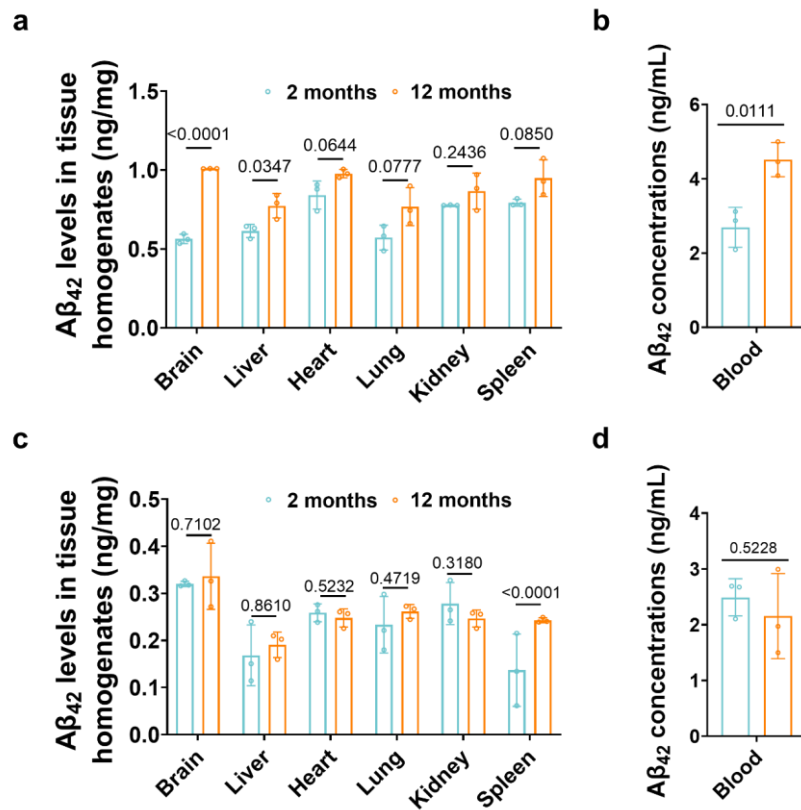 a
Aβ₄₂ levels in tissue
homogenates (ng/mg)
2 months
12 months
1.5
1.0
0.5
0.0
<0.0001
0.0347
0.0644
0.0777
0.2436
0.0850
Brain
Liver
Heart
Lung
Kidney
Spleen
b
Aβ₄₂ concentrations (ng/mL)
6
4
2
0
0.0111
Blood
c
Aβ₄₂ levels in tissue
homogenates (ng/mg)
2 months
12 months
0.5
0.4
0.3
0.2
0.1
0.0
0.7102
0.8610
0.5232
0.4719
0.3180
<0.0001
Brain
Liver
Heart
Lung
Kidney
Spleen
d
Aβ₄₂ concentrations (ng/mL)
4
3
2
1
0
0.5228
Blood